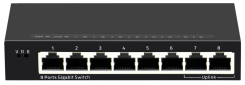 1 2 3 4 5 6 7 8
V D E
8 Ports Gigabit Switch
Uplink